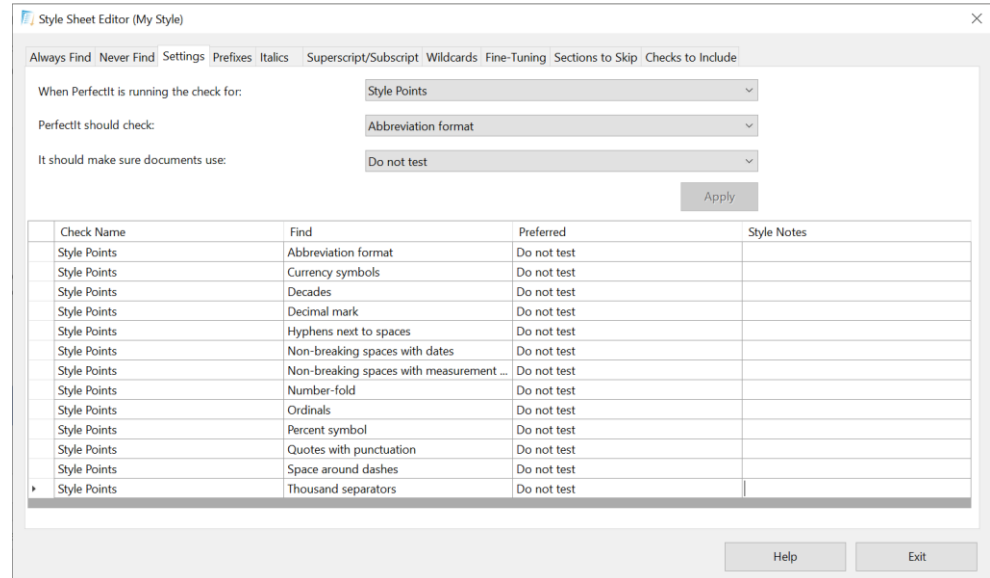 Style Sheet Editor (My Style)
Always Find Never Find Settings Prefixes Italics Superscript/Subscript Wildcards Fine-Tuning Sections to Skip Checks to Include
When PerfectIt is running the check for: Style Points
PerfectIt should check: Abbreviation format
It should make sure documents use: Do not test
Apply
Check Name Find Preferred Style Notes
Style Points Abbreviation format Do not test
Style Points Currency symbols Do not test
Style Points Decades Do not test
Style Points Decimal mark Do not test
Style Points Hyphens next to spaces Do not test
Style Points Non-breaking spaces with dates Do not test
Style Points Non-breaking spaces with measurement ... Do not test
Style Points Number-fold Do not test
Style Points Ordinals Do not test
Style Points Percent symbol Do not test
Style Points Quotes with punctuation Do not test
Style Points Space around dashes Do not test
Style Points Thousand separators Do not test
Help Exit